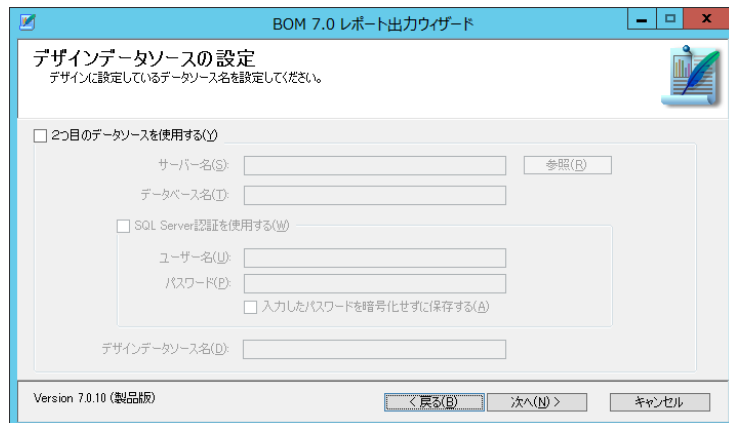 BOM 7.0 レポート出力ウィザード
デザインデータソースの設定
デザインに設定しているデータソース名を設定してください。
2つ目のデータソースを使用する(Y)
サーバー名(S):
参照(R)
データベース名(T):
SQL Server認証を使用する(W)
ユーザー名(U):
パスワード(P):
入力したパスワードを暗号化せずに保存する(A)
デザインデータソース名(D):
Version 7.0.10 (製品版)
< 戻る(B)
次へ(N) >
キャンセル